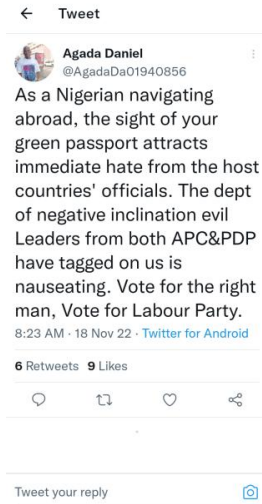 Tweet
Agada Daniel
@AgadaDa01940856
As a Nigerian navigating
abroad, the sight of your
green passport attracts
immediate hate from the host
countries' officials. The dept
of negative inclination evil
Leaders from both APC&PDP
have tagged on us is
nauseating. Vote for the right
man, Vote for Labour Party.
8:23 AM · 18 Nov 22 · Twitter for Android
6 Retweets 9 Likes
Tweet your reply